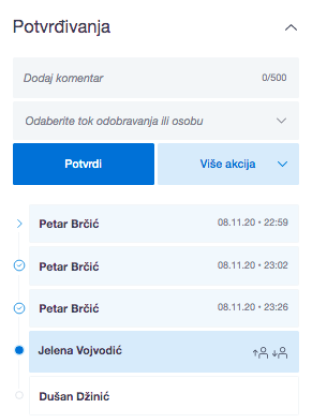 Potvrđivanja
Dodaj komentar 0/500
Odaberite tok odobravanja ili osobu
Potvrdi Više akcija
Petar Brčić 08.11.20 • 22:59
Petar Brčić 08.11.20 • 23:02
Petar Brčić 08.11.20 • 23:26
Jelena Vojvodić
Dušan Džinić